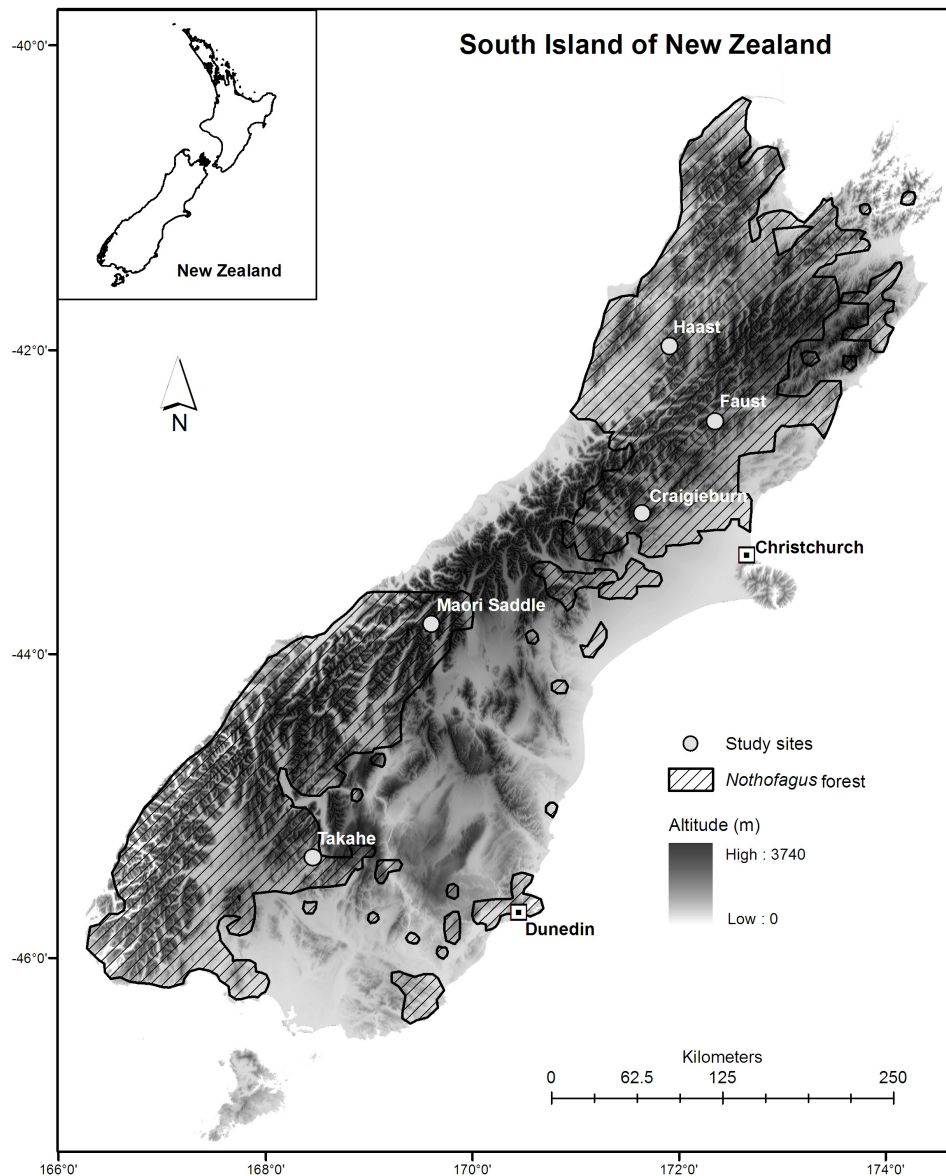 South Island of New Zealand
New Zealand
N
-40°0'
-42°0'
-44°0'
-46°0'
Haast
Faust
Craigieburn
Christchurch
Maori Saddle
Takahe
Dunedin
Study sites
Nothofagus forest
Altitude (m)
High : 3740
Low : 0
Kilometers
0 62.5 125 250
166°0' 168°0' 170°0' 172°0' 174°0'